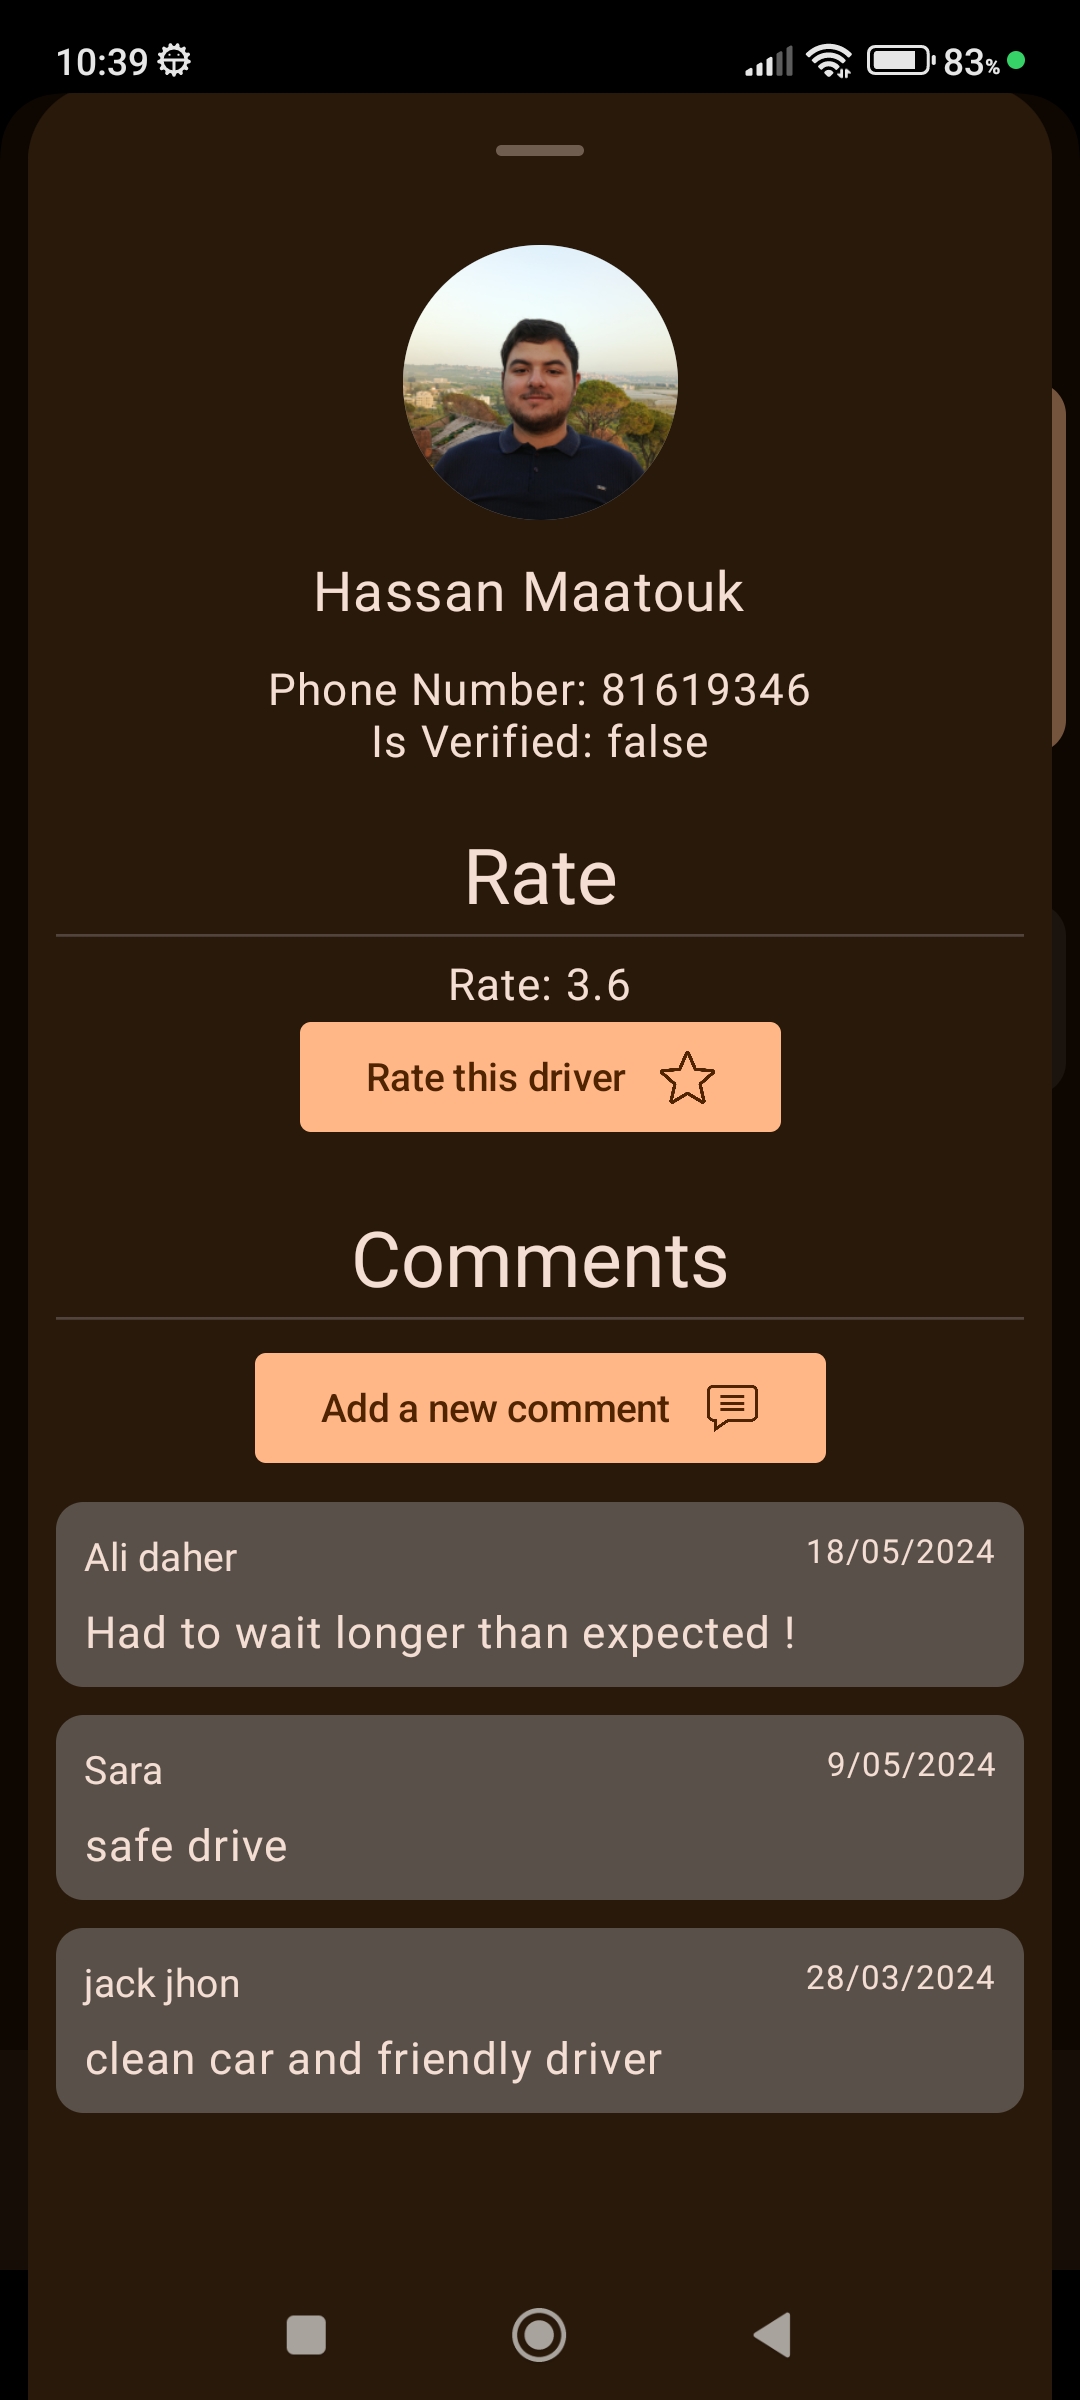 10:39
83%
Hassan Maatouk
Phone Number: 81619346
Is Verified: false
Rate
Rate: 3.6
Rate this driver
Comments
Add a new comment
Ali daher 18/05/2024
Had to wait longer than expected !
Sara 9/05/2024
safe drive
jack jhon 28/03/2024
clean car and friendly driver